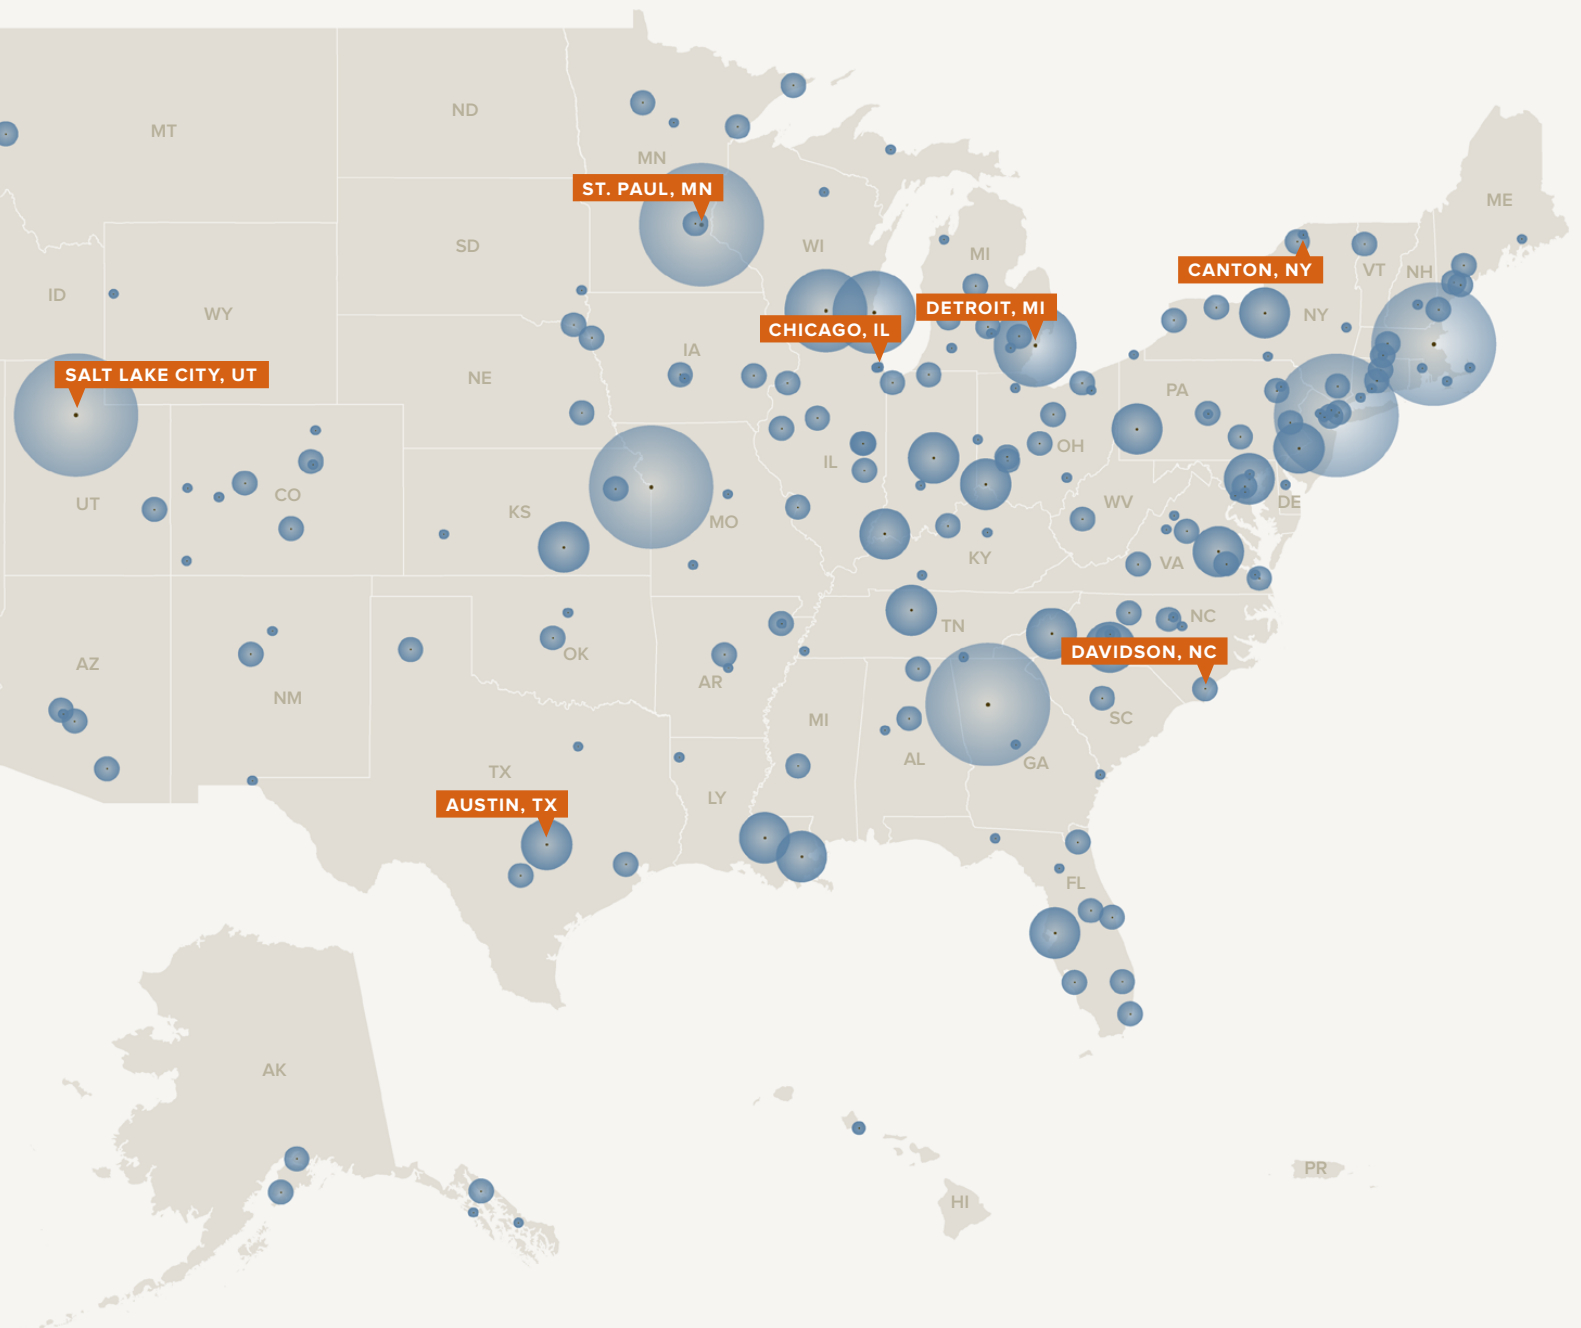 ND
MT
MN
ST. PAUL, MN
ME
SD
WI
MI
CANTON, NY
VT
NH
ID
WY
DETROIT, MI
NY
CHICAGO, IL
IA
SALT LAKE CITY, UT
NE
PA
OH
IL
CO
UT
KS
MO
WV
DE
KY
VA
NC
TN
OK
DAVIDSON, NC
AZ
AR
NM
MI
SC
AL
GA
TX
LY
AUSTIN, TX
FL
AK
PR
HI